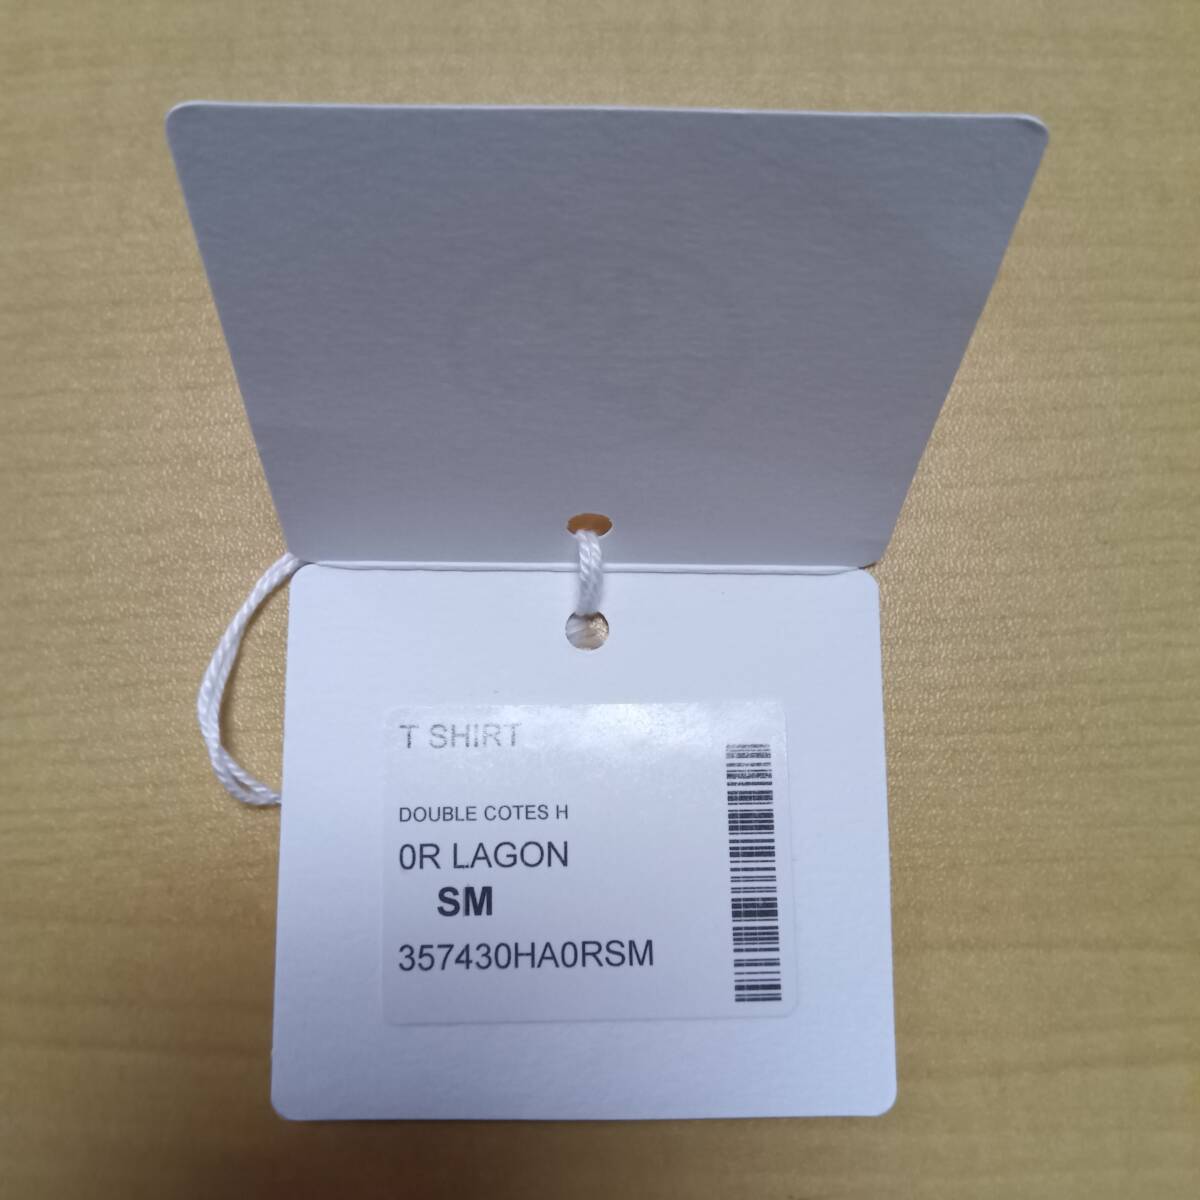 T SHIRT
DOUBLE COTES H
0R LAGON
SM
357430HA0RSM